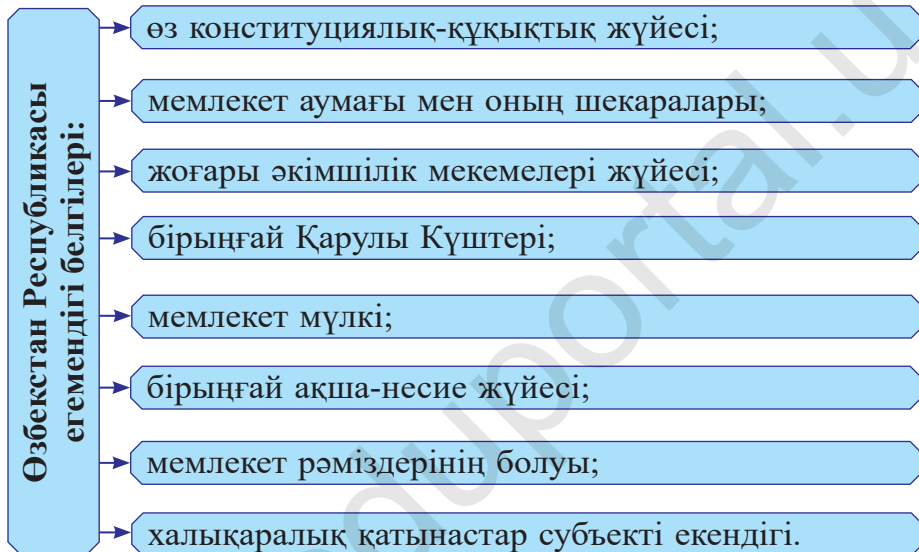 Өзбекстан Республикасы
егемендігі белгілері:
өз конституциялық-құқықтық жүйесі;
мемлекет аумағы мен оның шекаралары;
жоғары әкімшілік мекемелері жүйесі;
бірыңғай Қарулы Күштері;
мемлекет мүлкі;
бірыңғай ақша-несие жүйесі;
мемлекет рәміздерінің болуы;
халықаралық қатынастар субъекті екендігі.
eduportal.u